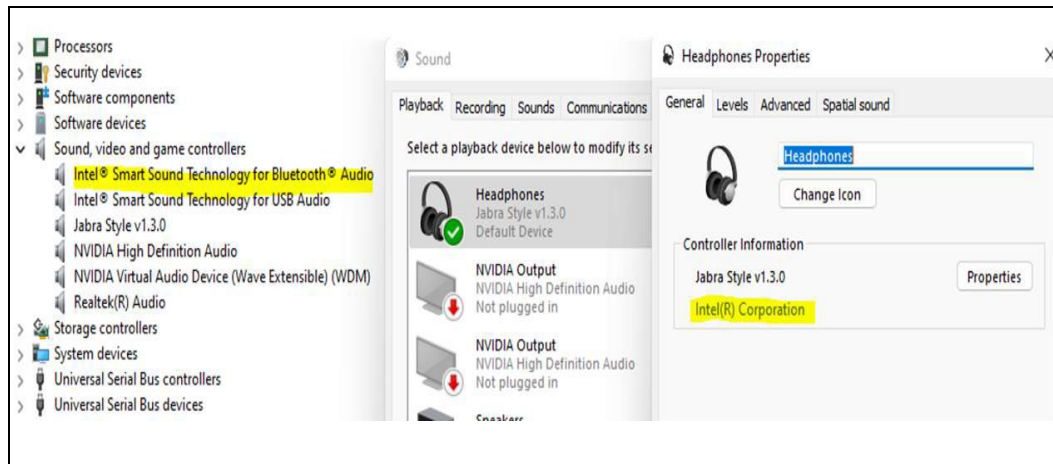 Processors
Security devices
Software components
Software devices
Sound, video and game controllers
Intel® Smart Sound Technology for Bluetooth® Audio
Intel® Smart Sound Technology for USB Audio
Jabra Style v1.3.0
NVIDIA High Definition Audio
NVIDIA Virtual Audio Device (Wave Extensible) (WDM)
Realtek(R) Audio
Storage controllers
System devices
Universal Serial Bus controllers
Universal Serial Bus devices
Sound
Playback Recording Sounds Communications
Select a playback device below to modify its se
Headphones
Jabra Style v1.3.0
Default Device
NVIDIA Output
NVIDIA High Definition Audio
Not plugged in
NVIDIA Output
NVIDIA High Definition Audio
Not plugged in
Speakers
Headphones Properties
General Levels Advanced Spatial sound
Headphones
Change Icon
Controller Information
Jabra Style v1.3.0
Properties
Intel(R) Corporation